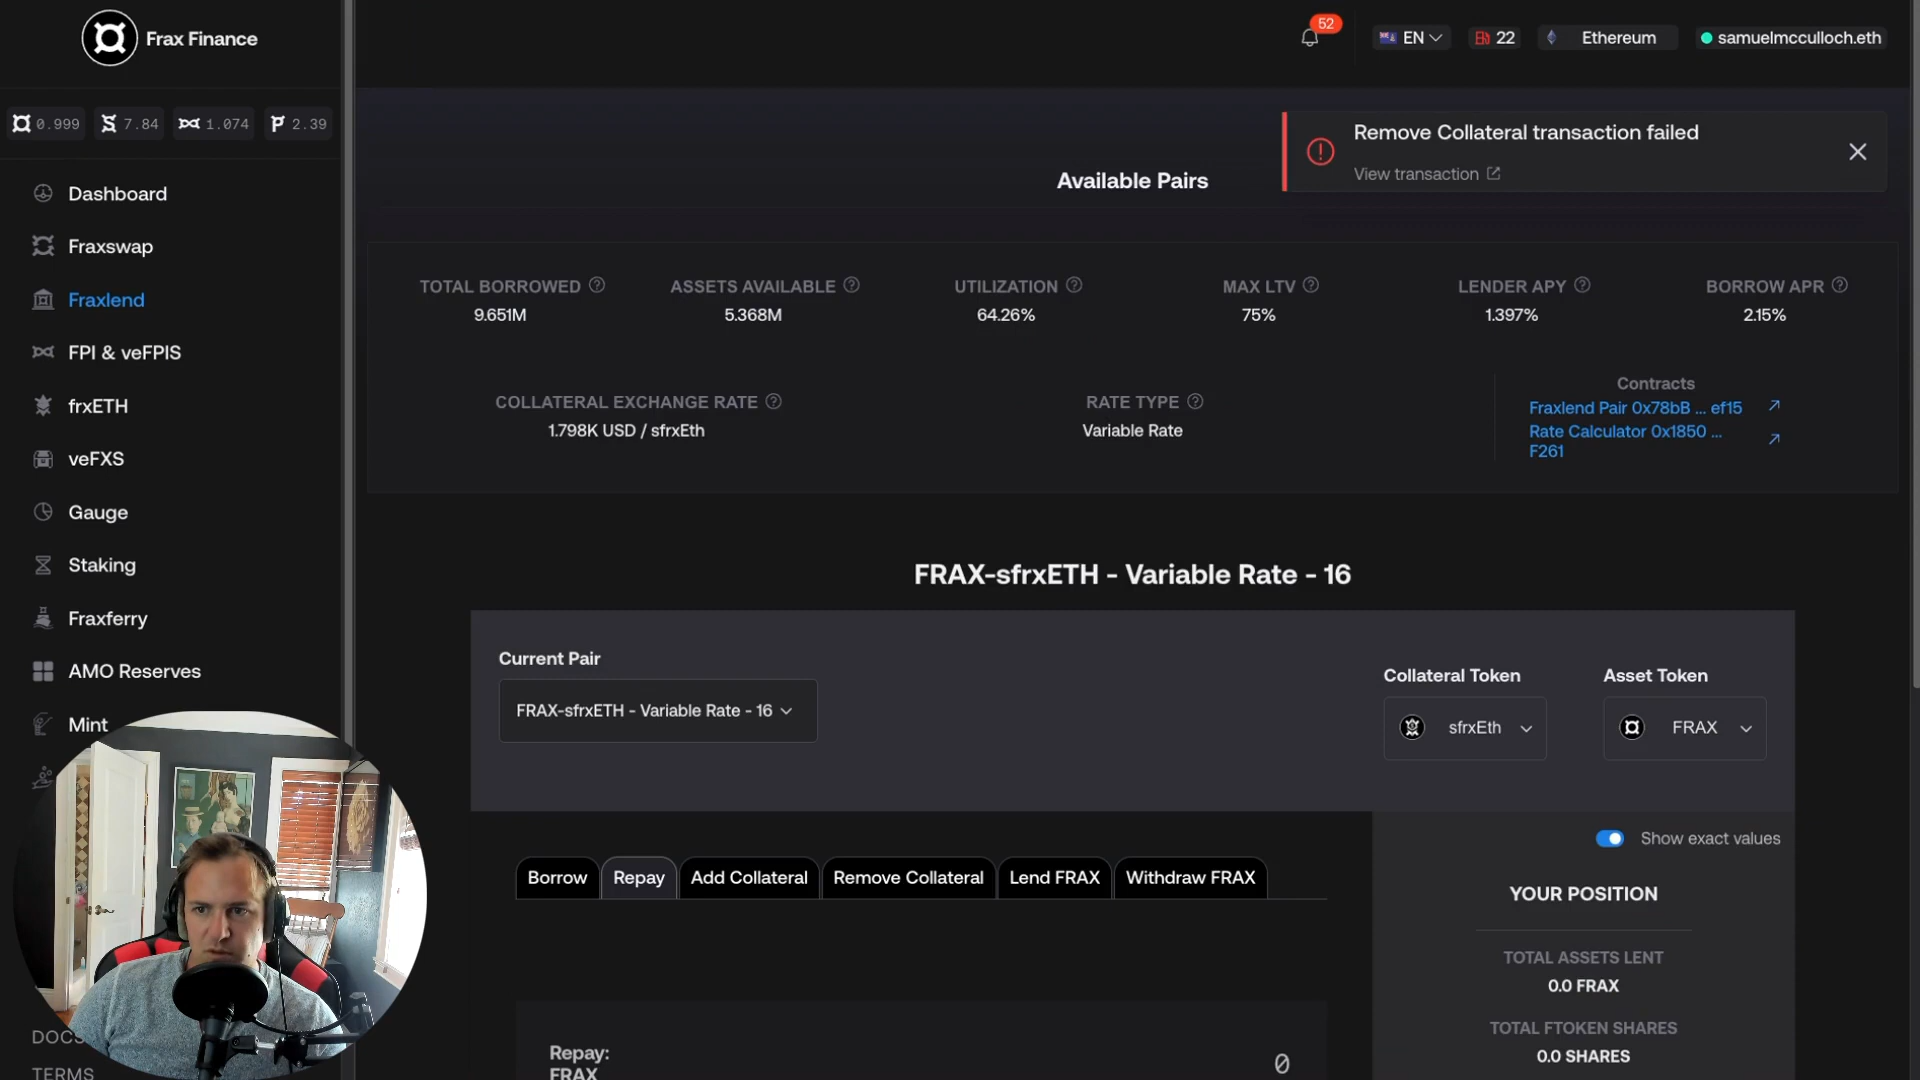 Frax Finance
52
EN
22
Ethereum
samuelmcculloch.eth
0.999
7.84
1.074
2.39
Remove Collateral transaction failed
View transaction
Available Pairs
Dashboard
Fraxswap
Fraxlend
FPI & veFPIS
frxETH
veFXS
Gauge
Staking
Fraxferry
AMO Reserves
Mint
DOCS
TERMS
TOTAL BORROWED
9.651M
ASSETS AVAILABLE
5.368M
UTILIZATION
64.26%
MAX LTV
75%
LENDER APY
1.397%
BORROW APR
2.15%
COLLATERAL EXCHANGE RATE
1.798K USD / sfrxEth
RATE TYPE
Variable Rate
Contracts
Fraxlend Pair 0x78bB ... ef15
Rate Calculator 0x1850 ...
F261
FRAX-sfrxETH - Variable Rate - 16
Current Pair
FRAX-sfrxETH - Variable Rate - 16
Collateral Token
sfrxEth
Asset Token
FRAX
Show exact values
Borrow
Repay
Add Collateral
Remove Collateral
Lend FRAX
Withdraw FRAX
YOUR POSITION
TOTAL ASSETS LENT
0.0 FRAX
TOTAL FTOKEN SHARES
0.0 SHARES
Repay:
FRAX
0